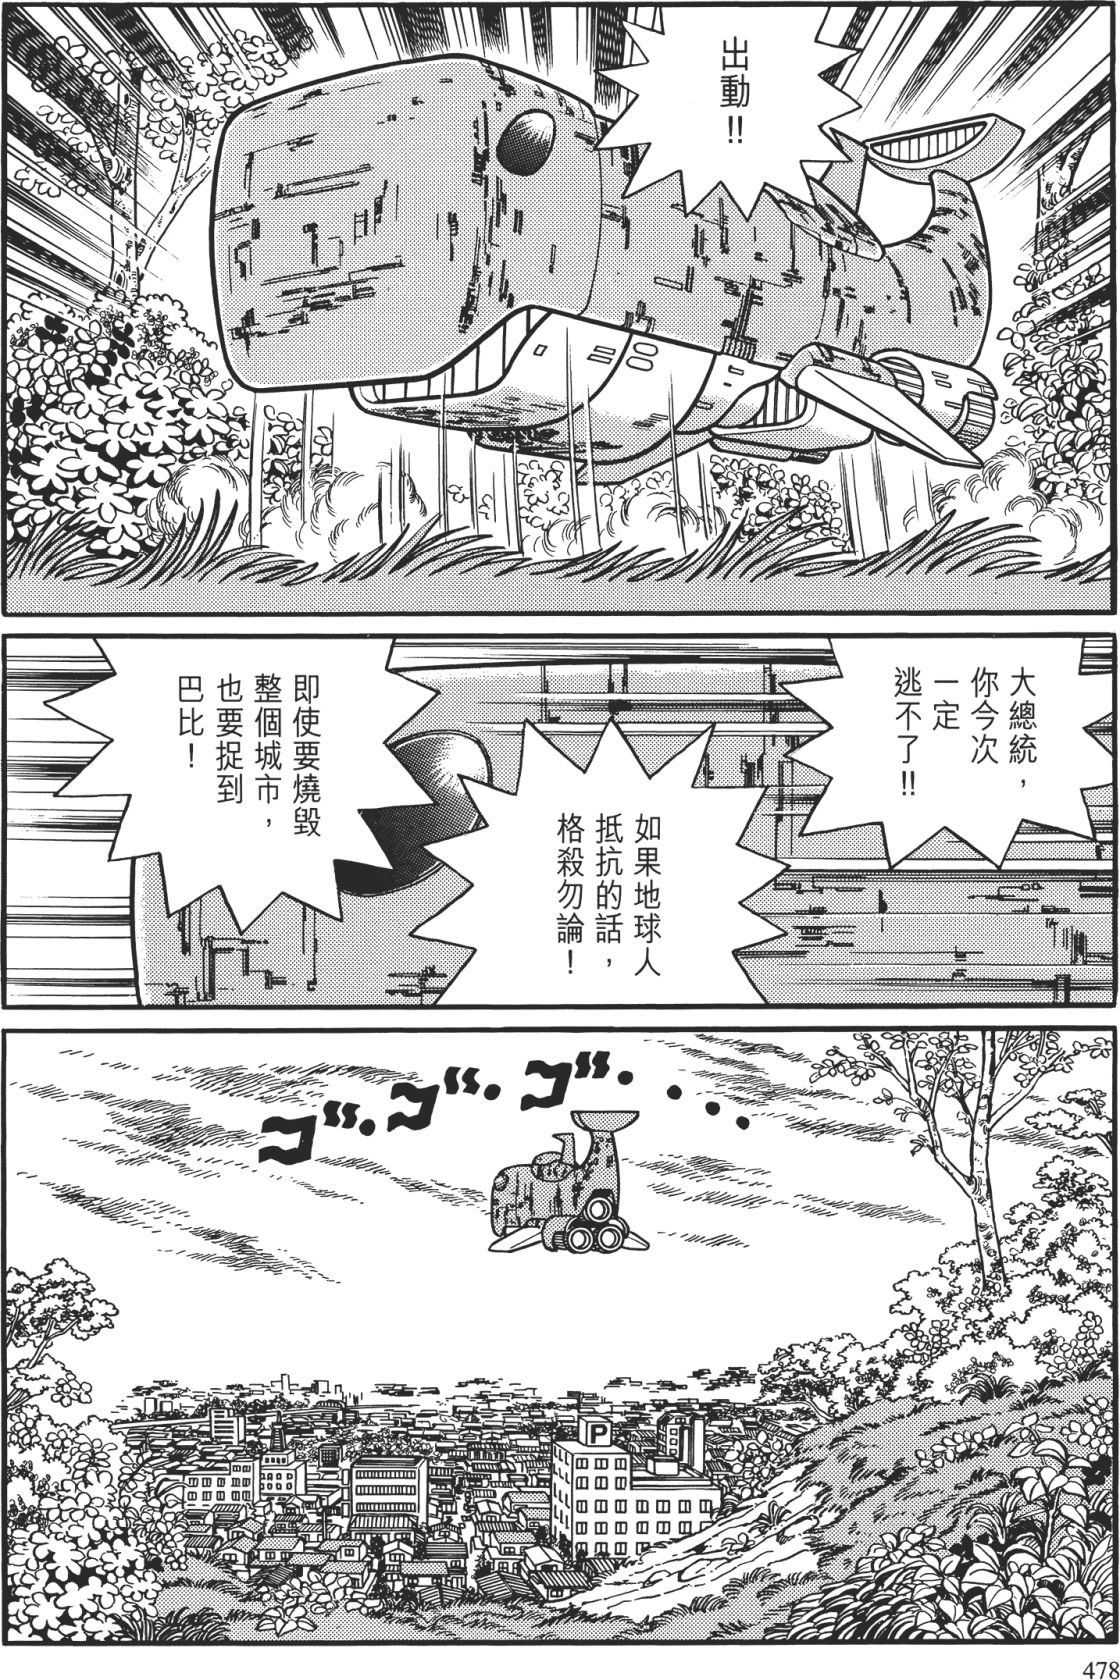 出動!!
大總統，
你今次
一定
逃不了!!
如果地球人
抵抗的話，
格殺勿論！
即使要燒毀
整個城市，
也要捉到
巴比！
ゴ・ゴ・ゴ・・・・
P
478